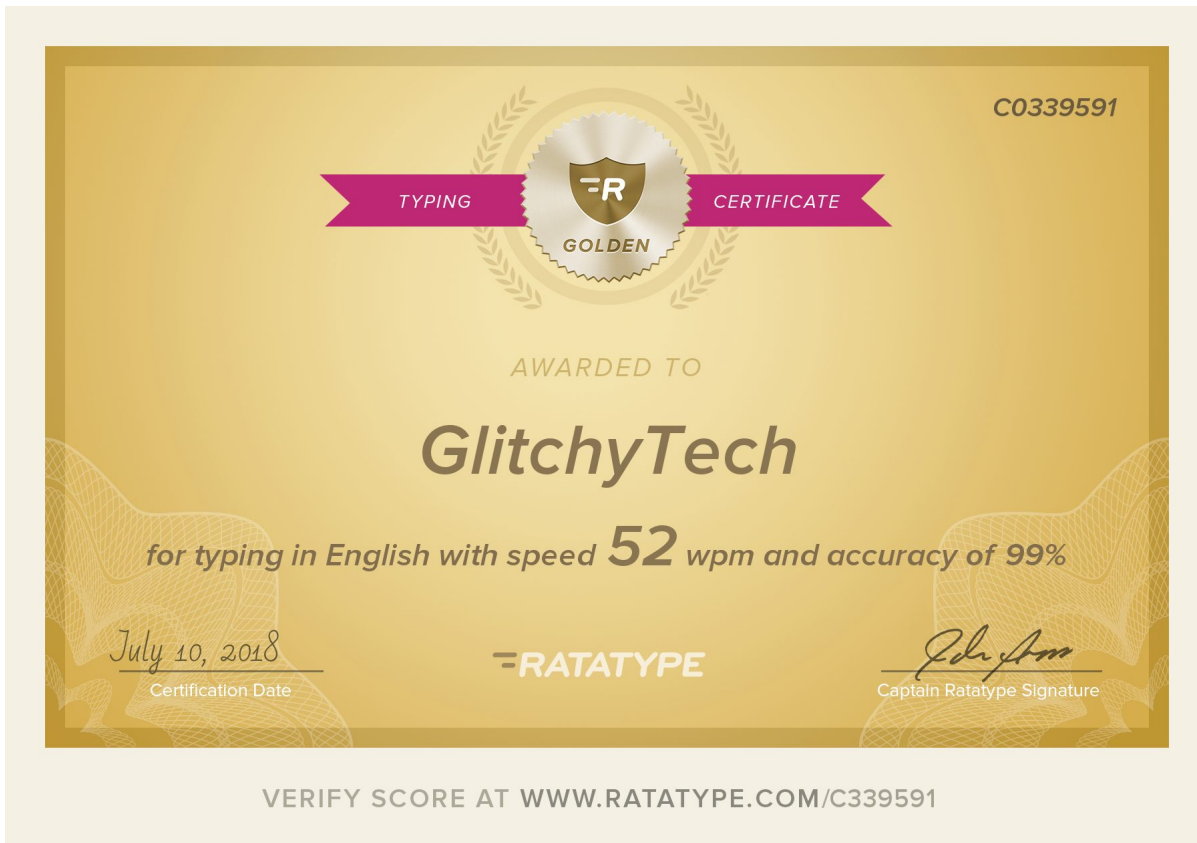 C0339591
TYPING
R
CERTIFICATE
GOLDEN
AWARDED TO
GlitchyTech
for typing in English with speed 52 wpm and accuracy of 99%
July 10, 2018
RATATYPE
Certification Date
Captain Ratatype Signature
VERIFY SCORE AT WWW.RATATYPE.COM/C339591